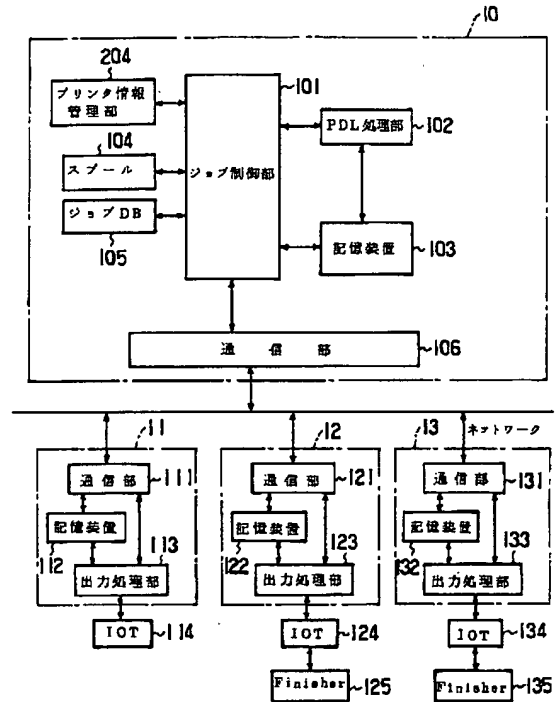 10
204
プリンタ情報
管理部
101
ジョブ制御部
PDL処理部
102
104
スプール
ジョブDB
105
記憶装置
103
通信部
106
ネットワーク
11
通信部
111
記憶装置
112
113
出力処理部
IOT
114
12
通信部
121
記憶装置
122
123
出力処理部
IOT
124
Finisher
125
13
通信部
131
記憶装置
132
133
出力処理部
IOT
134
Finisher
135